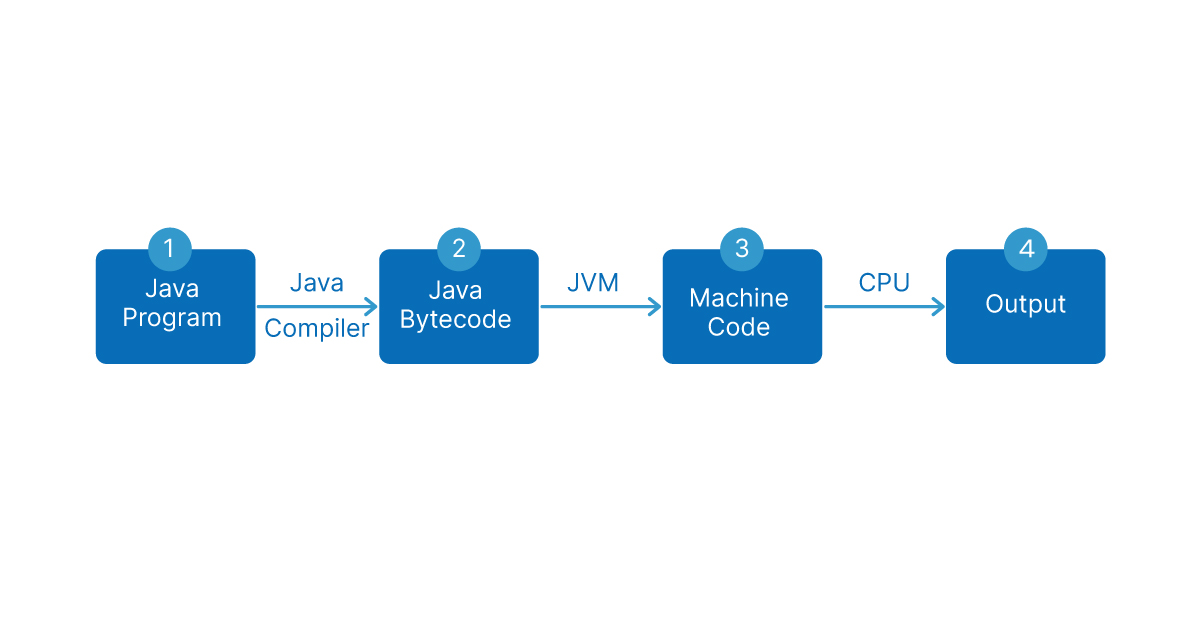 1
Java
Program
Java
Compiler
2
Java
Bytecode
JVM
3
Machine
Code
CPU
4
Output